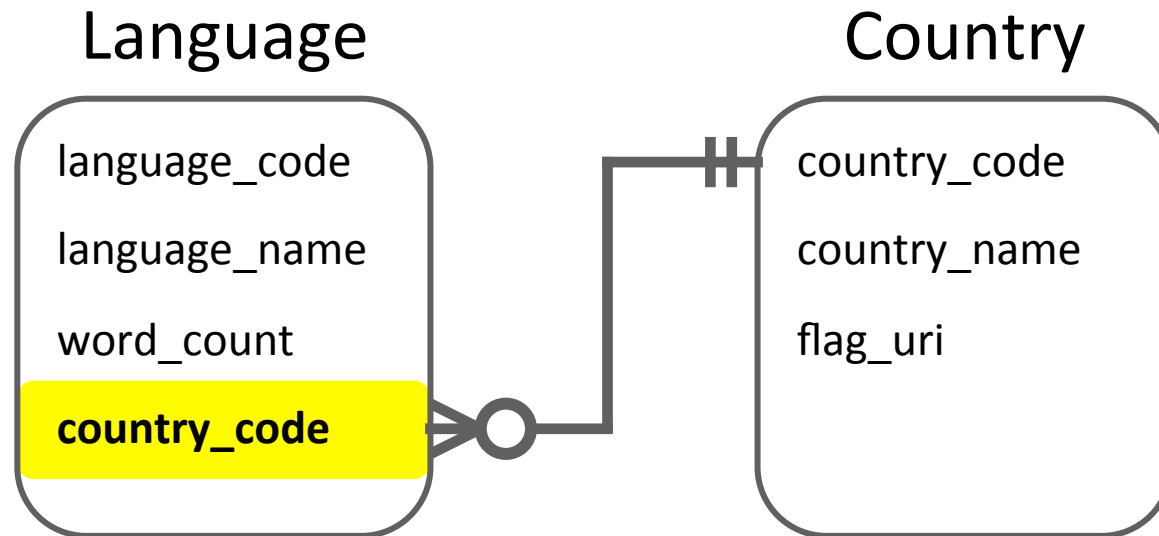 Language
language_code
language_name
word_count
country_code
Country
country_code
country_name
flag_uri